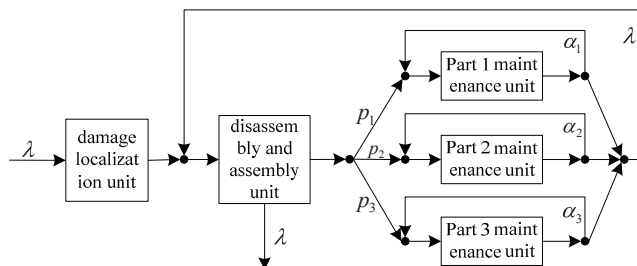 α₁
λ
Part 1 maint
enance unit
p₁
disassem
bly and
assembly
unit
damage
localizat
ion unit
λ
p₂
α₂
Part 2 maint
enance unit
p₃
α₃
λ
Part 3 maint
enance unit